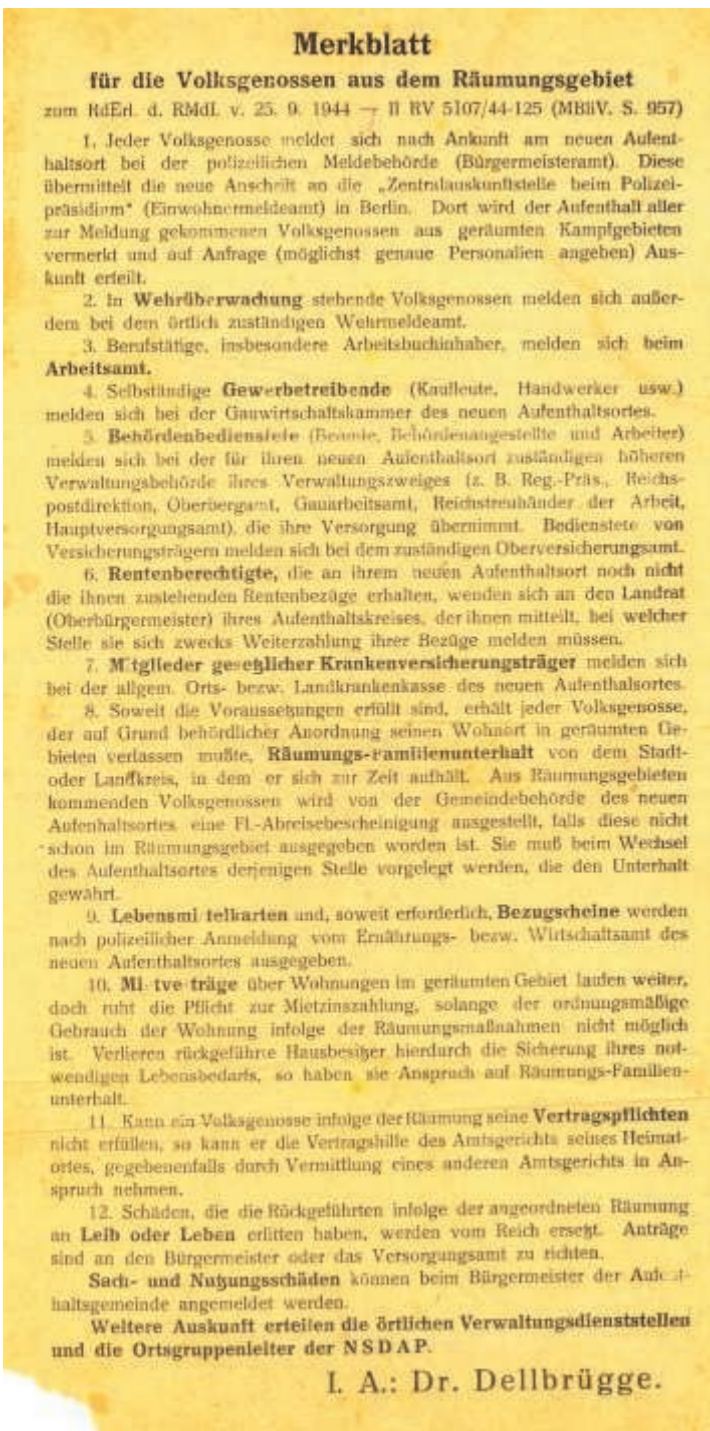 Merkblatt
für die Volksgenossen aus dem Räumungsgebiet
zum RdErl. d. RMdI. v. 25. 9. 1944 — II RV 5107/44-125 (MBliV. S. 957)
1. Jeder Volksgenosse meldet sich nach Ankunft am neuen Aufent-
haltsort bei der polizeilichen Meldebehörde (Bürgermeisteramt). Diese
übermittelt die neue Anschrift an die „Zentralauskunftstelle beim Polizei-
präsidium" (Einwohnermeldeamt) in Berlin. Dort wird der Aufenthalt aller
zur Meldung gekommenen Volksgenossen aus geräumten Kampfgebieten
vermerkt und auf Anfrage (möglichst genaue Personalien angeben) Aus-
kunft erteilt.
2. In Wehrüberwachung stehende Volksgenossen melden sich außer-
dem bei dem örtlich zuständigen Wehrmeldeamt.
3. Berufstätige, insbesondere Arbeitsbuchinhaber, melden sich beim
Arbeitsamt.
4. Selbständige Gewerbetreibende (Kaufleute, Handwerker usw.)
melden sich bei der Gauwirtschaftskammer des neuen Aufenthaltsortes.
5. Behördenbedienstete (Beamte, Behördenangestellte und Arbeiter)
melden sich bei der für ihren neuen Aufenthaltsort zuständigen höheren
Verwaltungsbehörde ihres Verwaltungszweiges (z. B. Reg.-Präs., Reichs-
postdirektion, Oberbergamt, Gauarbeitsamt, Reichstreuhänder der Arbeit,
Hauptversorgungsamt), die ihre Versorgung übernimmt. Bedienstete von
Versicherungsträgern melden sich bei dem zuständigen Oberversicherungsamt.
6. Rentenberechtigte, die an ihrem neuen Aufenthaltsort noch nicht
die ihnen zustehenden Rentenbezüge erhalten, wenden sich an den Landrat
(Oberbürgermeister) ihres Aufenthaltskreises, der ihnen mitteilt, bei welcher
Stelle sie sich zwecks Weiterzahlung ihrer Bezüge melden müssen.
7. Mitglieder gesetzlicher Krankenversicherungsträger melden sich
bei der allgem. Orts- bezw. Landkrankenkasse des neuen Aufenthalsortes.
8. Soweit die Voraussetzungen erfüllt sind, erhält jeder Volksgenosse,
der auf Grund behördlicher Anordnung seinen Wohnort in geräumten Ge-
bieten verlassen mußte, Räumungs-Familienunterhalt von dem Stadt-
oder Landkreis, in dem er sich zur Zeit aufhält. Aus Räumungsgebieten
kommenden Volksgenossen wird von der Gemeindebehörde des neuen
Aufenhaltsortes eine Fl.-Abreisebescheinigung ausgestellt, falls diese nicht
schon im Räumungsgebiet ausgegeben worden ist. Sie muß beim Wechsel
des Aufenthaltsortes derjenigen Stelle vorgelegt werden, die den Unterhalt
gewährt.
9. Lebensmi telkarten und, soweit erforderlich, Bezugscheine werden
nach polizeilicher Anmeldung vom Ernährungs- bezw. Wirtschaftsamt des
neuen Aufenthaltsortes ausgegeben.
10. Mi tve träge über Wohnungen im geräumten Gebiet laufen weiter,
doch ruht die Pflicht zur Mietzinszahlung, solange der ordnungsmäßige
Gebrauch der Wohnung infolge der Räumungsmaßnahmen nicht möglich
ist. Verlieren rückgeführte Hausbesitzer hierdurch die Sicherung ihres not-
wendigen Lebensbedarfs, so haben sie Anspruch auf Räumungs-Familien-
unterhalt.
11. Kann ein Volksgenosse infolge der Räumung seine Vertragspflichten
nicht erfüllen, so kann er die Vertragshilfe des Amtsgerichts seines Heimat-
ortes, gegebenenfalls durch Vermittlung eines anderen Amtsgerichts in An-
spruch nehmen.
12. Schäden, die die Rückgeführten infolge der angeordneten Räumung
an Leib oder Leben erlitten haben, werden vom Reich ersetzt. Anträge
sind an den Bürgermeister oder das Versorgungsamt zu richten.
Sach- und Nutzungsschäden können beim Bürgermeister der Aufent-
haltsgemeinde angemeldet werden.
Weitere Auskunft erteilen die örtlichen Verwaltungsdienststellen
und die Ortsgruppenleiter der NSDAP.
I. A.: Dr. Dellbrügge.